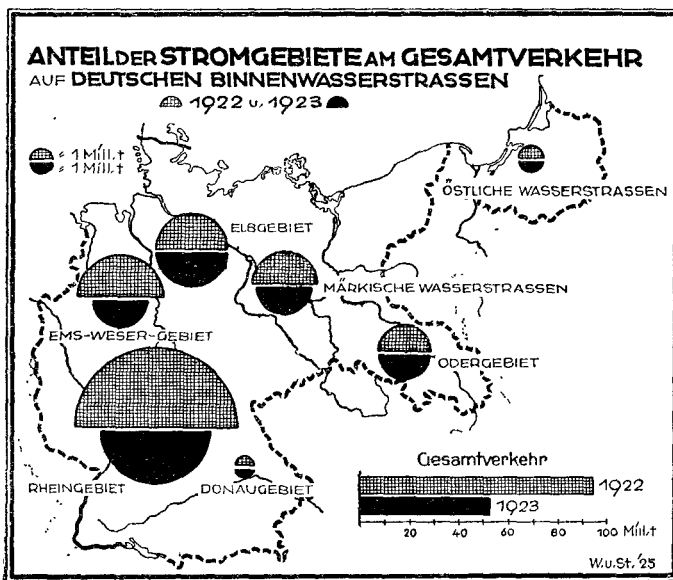 ANTEIL DER STROMGEBIETE AM GESAMTVERKEHR
AUF DEUTSCHEN BINNENWASSERSTRASSEN
1922 u. 1923
= 1 Mill. t
= 1 Mill. t
ÖSTLICHE WASSERSTRASSEN
ELBGEBIET
MÄRKISCHE WASSERSTRASSEN
EMS-WESER-GEBIET
ODERGEBIET
RHEINGEBIET
DONAUGEBIET
Gesamtverkehr
1922
1923
0 20 40 60 80 100 Mill. t
W.u.St. '25